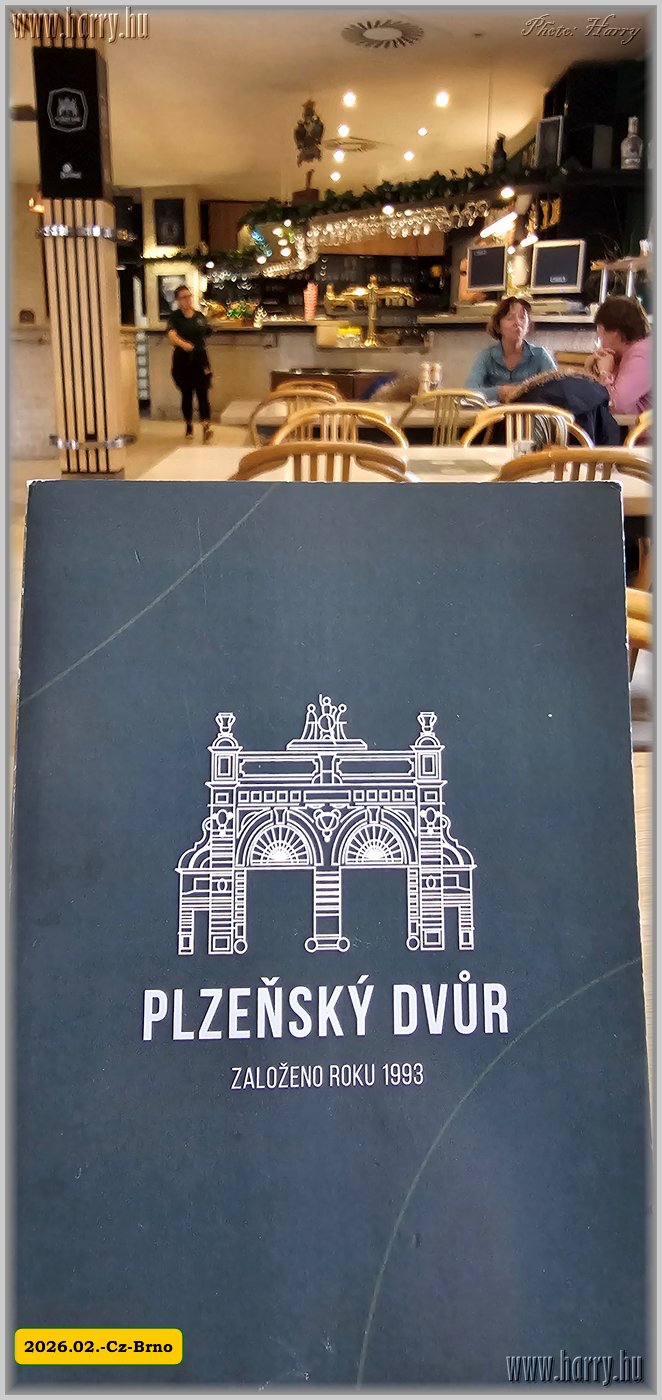 www.harry.hu
Photo: Harry
PLZEŇSKÝ DVŮR
ZALOŽENO ROKU 1993
2026.02.-Cz-Brno
www.harry.hu